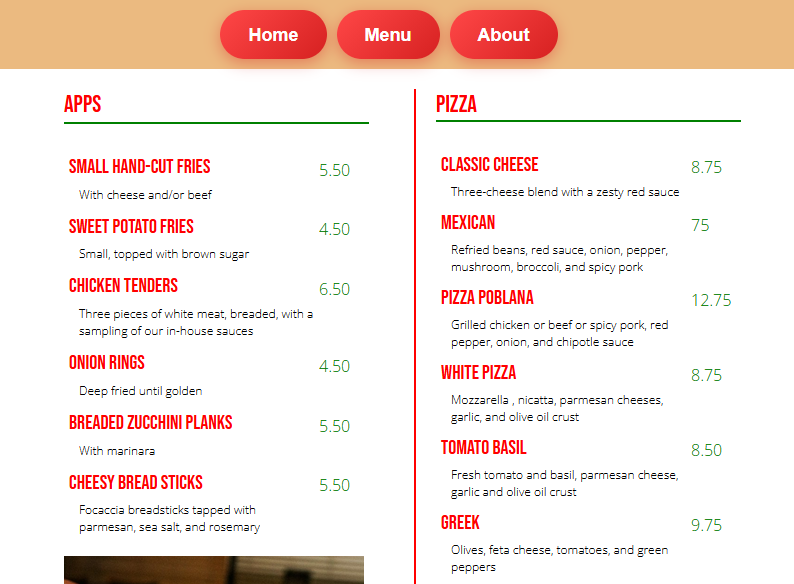 Home Menu About
APPS
SMALL HAND-CUT FRIES 5.50
With cheese and/or beef
SWEET POTATO FRIES 4.50
Small, topped with brown sugar
CHICKEN TENDERS 6.50
Three pieces of white meat, breaded, with a
sampling of our in-house sauces
ONION RINGS 4.50
Deep fried until golden
BREADED ZUCCHINI PLANKS 5.50
With marinara
CHEESY BREAD STICKS 5.50
Focaccia breadsticks tapped with
parmesan, sea salt, and rosemary
PIZZA
CLASSIC CHEESE 8.75
Three-cheese blend with a zesty red sauce
MEXICAN 75
Refried beans, red sauce, onion, pepper,
mushroom, broccoli, and spicy pork
PIZZA POBLANA 12.75
Grilled chicken or beef or spicy pork, red
pepper, onion, and chipotle sauce
WHITE PIZZA 8.75
Mozzarella , nicatta, parmesan cheeses,
garlic, and olive oil crust
TOMATO BASIL 8.50
Fresh tomato and basil, parmesan cheese,
garlic and olive oil crust
GREEK 9.75
Olives, feta cheese, tomatoes, and green
peppers